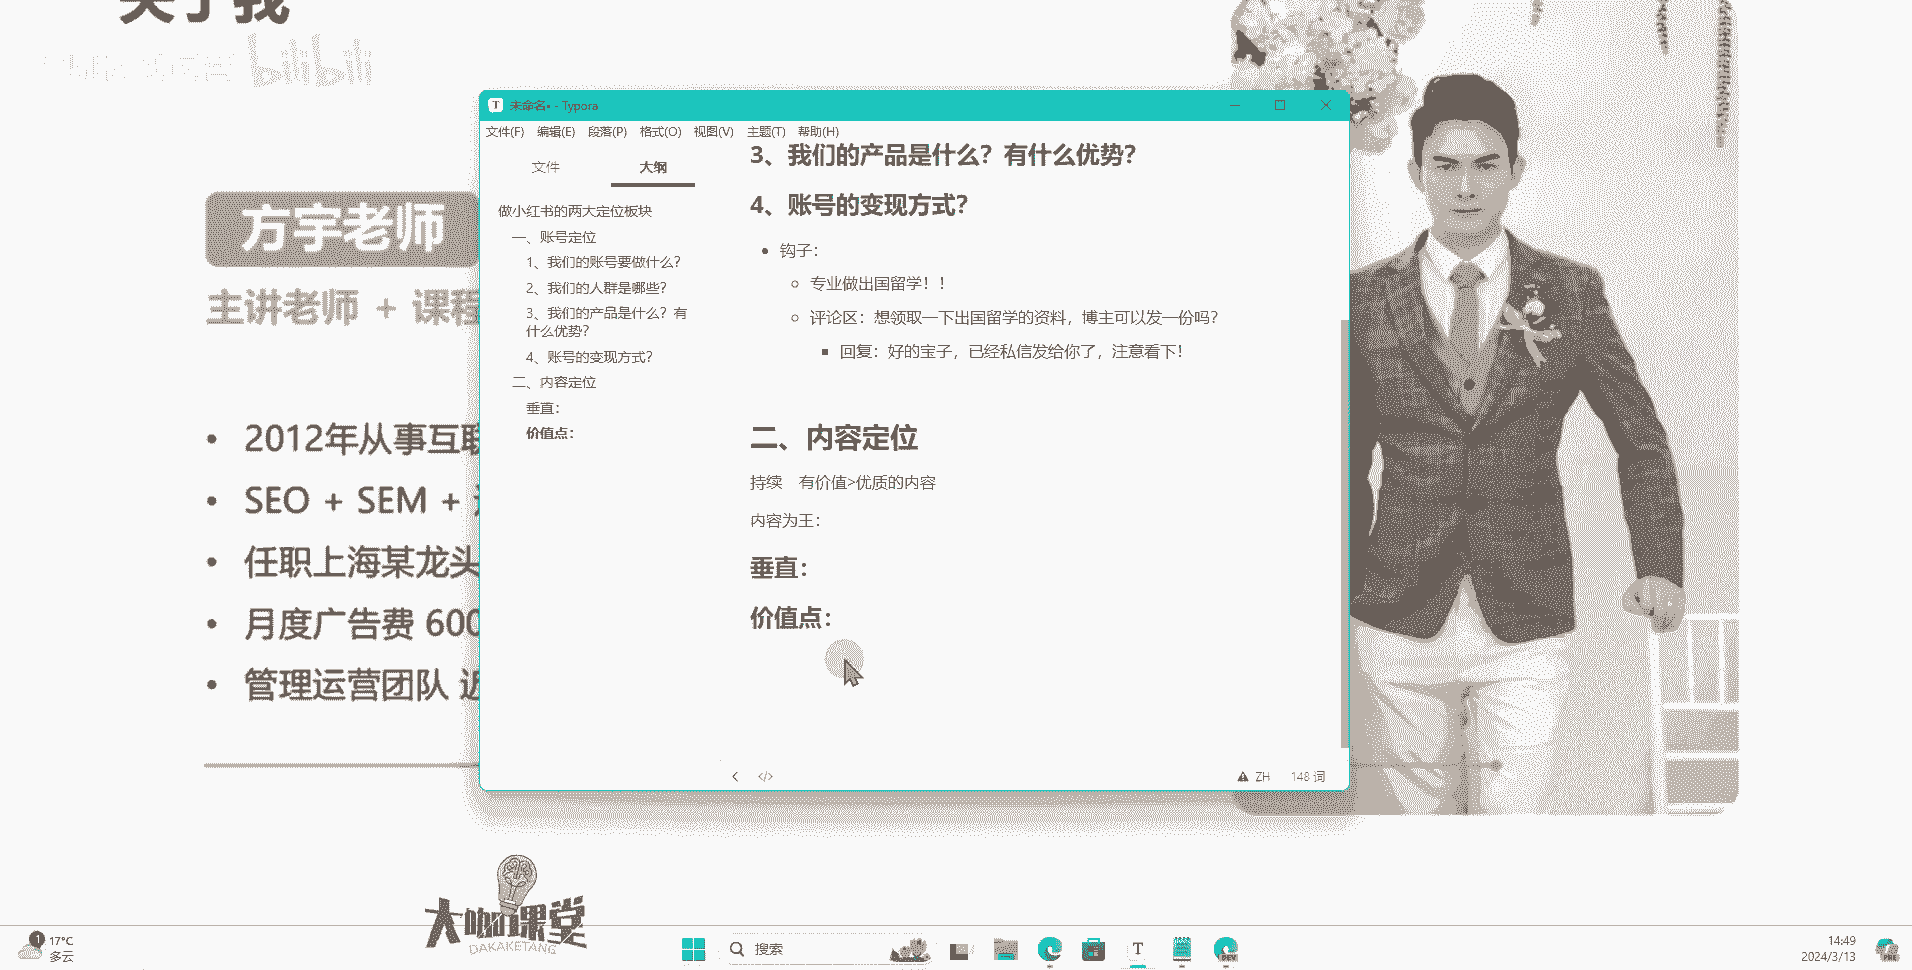 关于我
bilibili
方宇老师
主讲老师 + 课程
2012年从事互联
SEO + SEM +
任职上海某龙头
月度广告费 600
管理运营团队 近
未命名• - Typora
文件(F) 编辑(E) 段落(P) 格式(O) 视图(V) 主题(T) 帮助(H)
文件 大纲
做小红书的两大定位板块
一、账号定位
1、我们的账号要做什么？
2、我们的人群是哪些？
3、我们的产品是什么？有
什么优势？
4、账号的变现方式？
二、内容定位
垂直：
价值点：
3、我们的产品是什么？有什么优势？
4、账号的变现方式？
钩子：
专业做出国留学！！
评论区：想领取一下出国留学的资料，博主可以发一份吗？
回复：好的宝子，已经私信发给你了，注意看下！
二、内容定位
持续 有价值>优质的内容
内容为王：
垂直：
价值点：
ZH 148 词
大咖课堂
DAKAKETANG
1
17°C
多云
搜索
T
DEV
14:49
2024/3/13
PRE